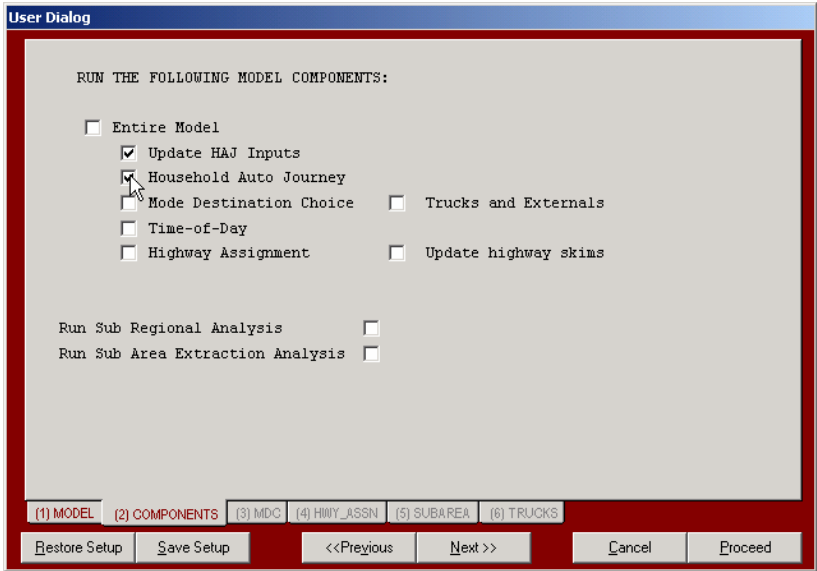 User Dialog
RUN THE FOLLOWING MODEL COMPONENTS:
Entire Model
Update HAJ Inputs
Household Auto Journey
Mode Destination Choice Trucks and Externals
Time-of-Day
Highway Assignment Update highway skims
Run Sub Regional Analysis
Run Sub Area Extraction Analysis
(1) MODEL (2) COMPONENTS (3) MDC (4) HWY_ASSN (5) SUBAREA (6) TRUCKS
Restore Setup Save Setup <<Previous Next >> Cancel Proceed